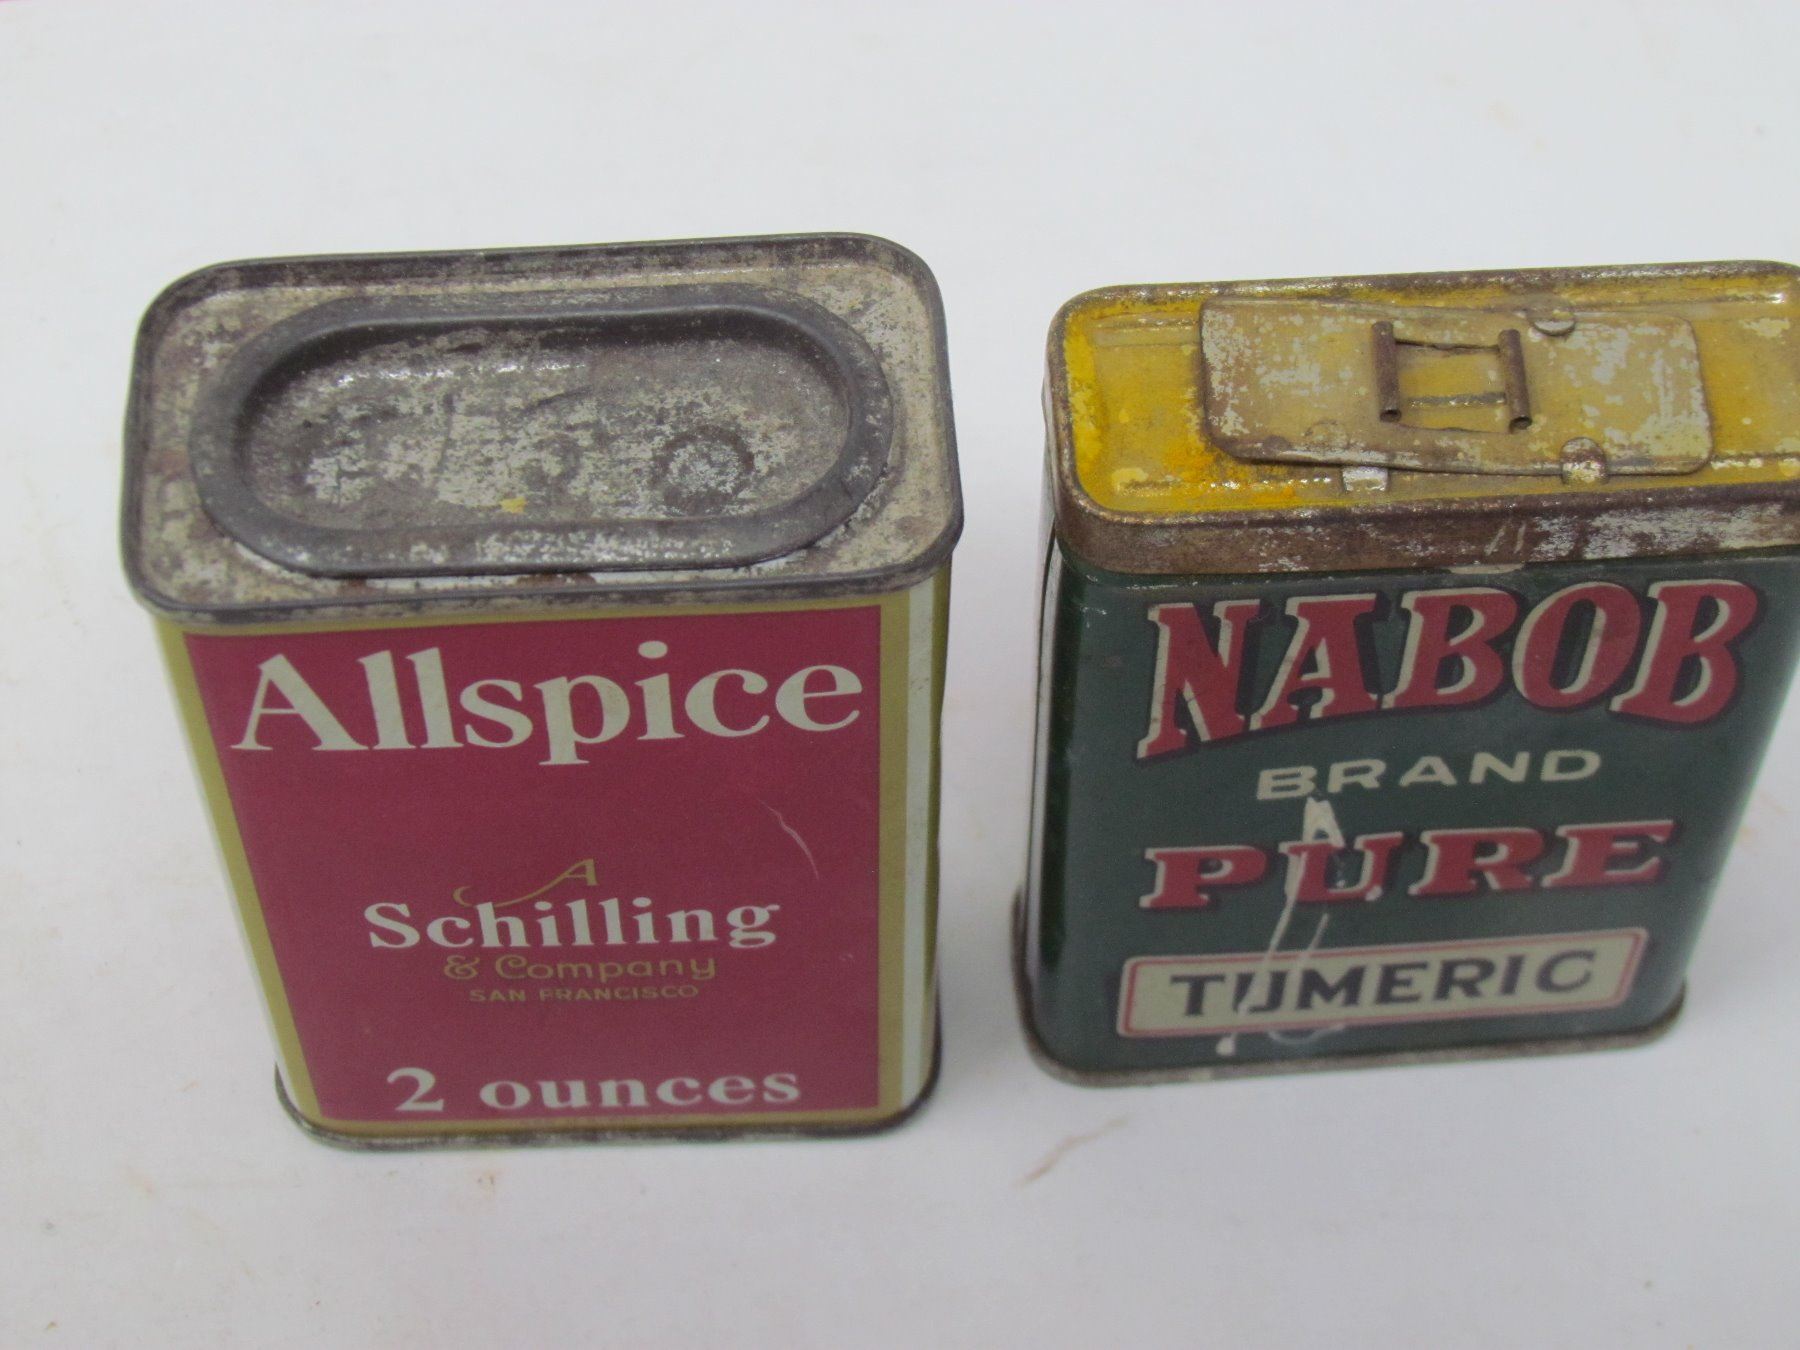 Allspice
A
Schilling
& Company
SAN FRANCISCO
2 ounces
NABOB
BRAND
PURE
TUMERIC